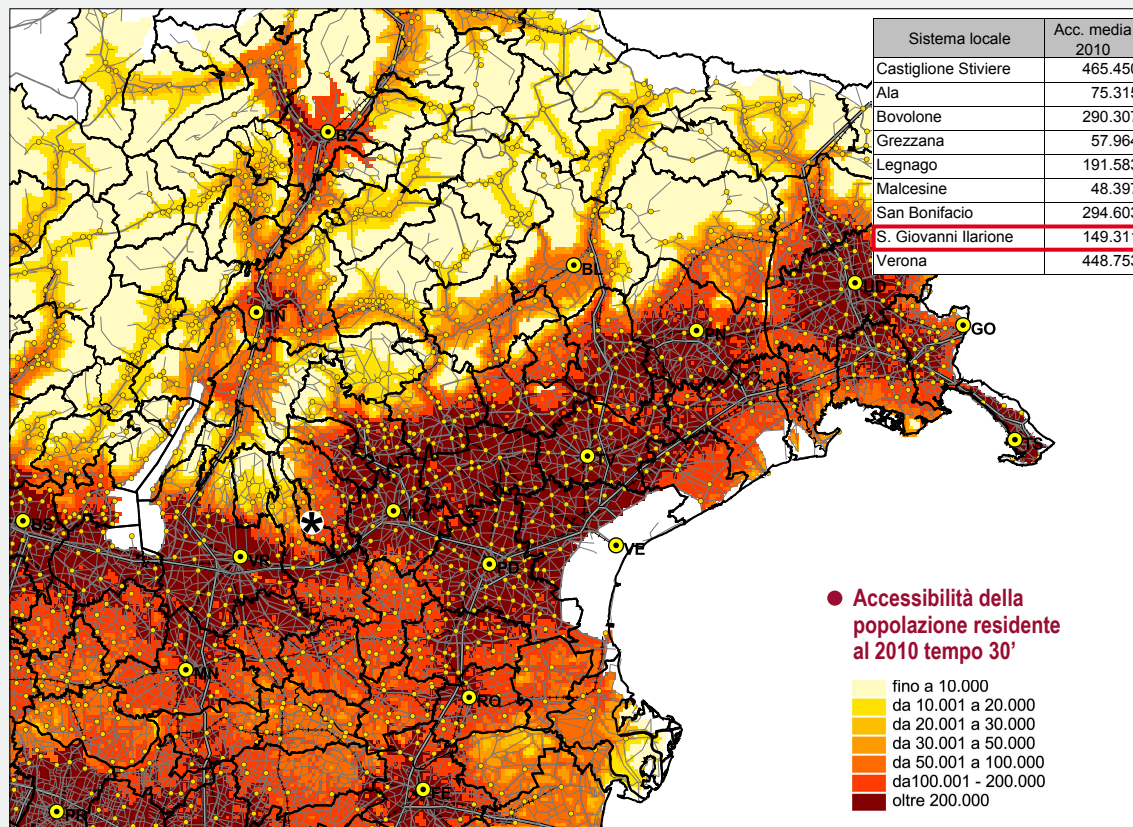 Sistema locale Acc. media 2010
Castiglione Stiviere 465.450
Ala 75.315
Bovolone 290.307
Grezzana 57.964
Legnago 191.583
Malcesine 48.397
San Bonifacio 294.603
S. Giovanni Ilarione 149.311
Verona 448.753
BZ
BL
TN
UD
PN
GO
TS
TV
*
BS
VI
VR
VE
PD
MN
RO
FE
PR
Accessibilità della
popolazione residente
al 2010 tempo 30'
fino a 10.000
da 10.001 a 20.000
da 20.001 a 30.000
da 30.001 a 50.000
da 50.001 a 100.000
da100.001 - 200.000
oltre 200.000